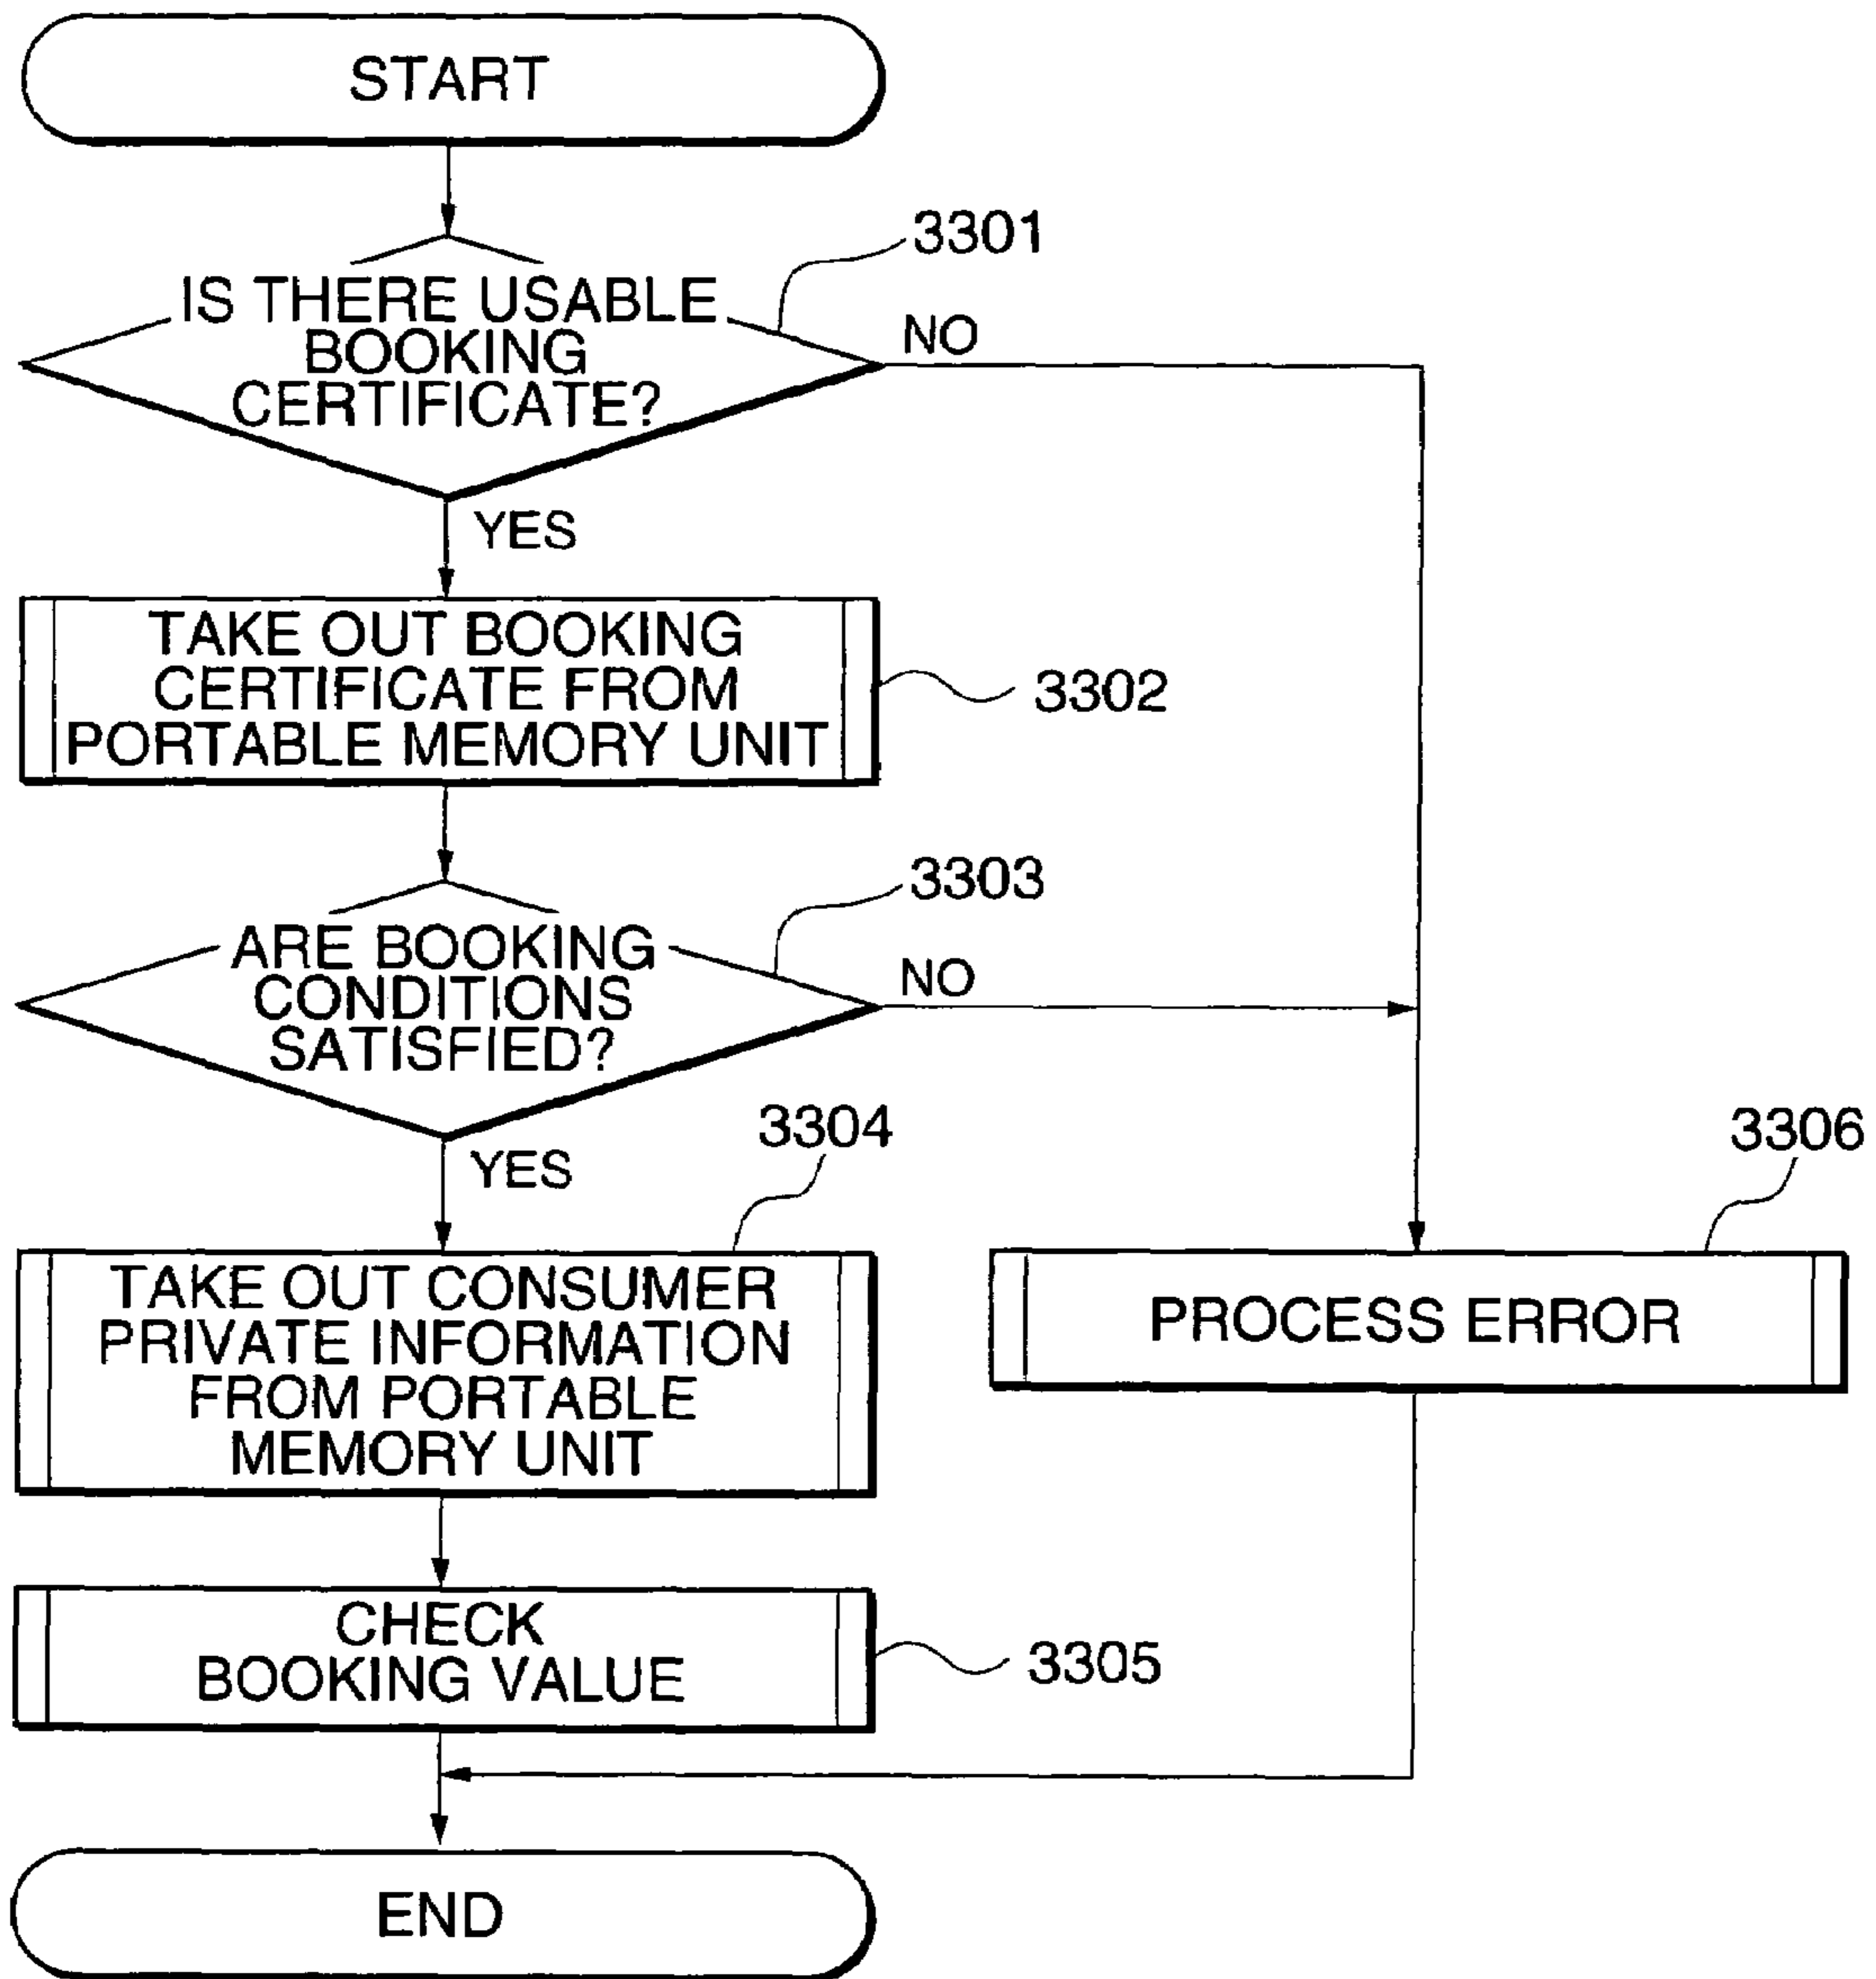 START
3301
IS THERE USABLE
BOOKING
CERTIFICATE?
NO
YES
TAKE OUT BOOKING
CERTIFICATE FROM
PORTABLE MEMORY UNIT
3302
3303
ARE BOOKING
CONDITIONS
SATISFIED?
NO
YES
3304
3306
TAKE OUT CONSUMER
PRIVATE INFORMATION
FROM PORTABLE
MEMORY UNIT
PROCESS ERROR
CHECK
BOOKING VALUE
3305
END